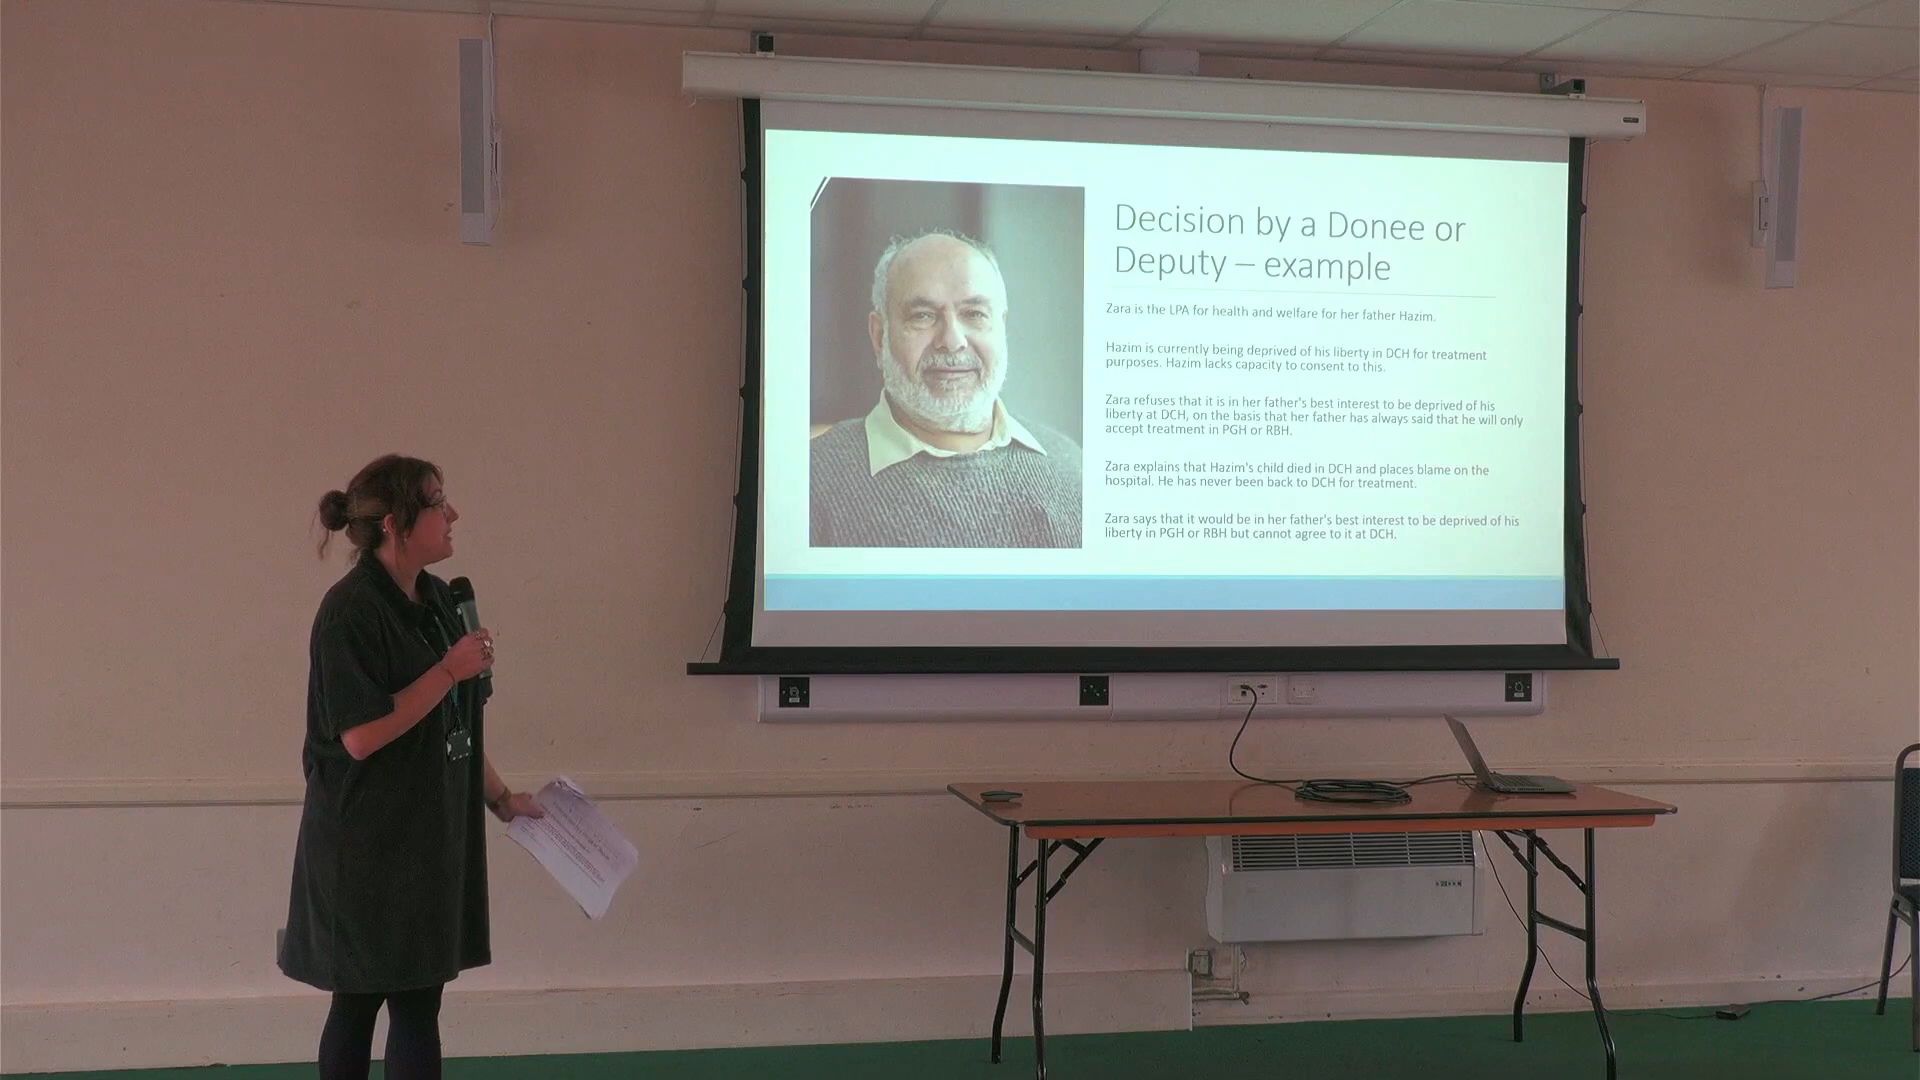 Decision by a Donee or
Deputy – example
Zara is the LPA for health and welfare for her father Hazim.
Hazim is currently being deprived of his liberty in DCH for treatment
purposes. Hazim lacks capacity to consent to this.
Zara refuses that it is in her father's best interest to be deprived of his
liberty at DCH, on the basis that her father has always said that he will only
accept treatment in PGH or RBH.
Zara explains that Hazim's child died in DCH and places blame on the
hospital. He has never been back to DCH for treatment.
Zara says that it would be in her father's best interest to be deprived of his
liberty in PGH or RBH but cannot agree to it at DCH.